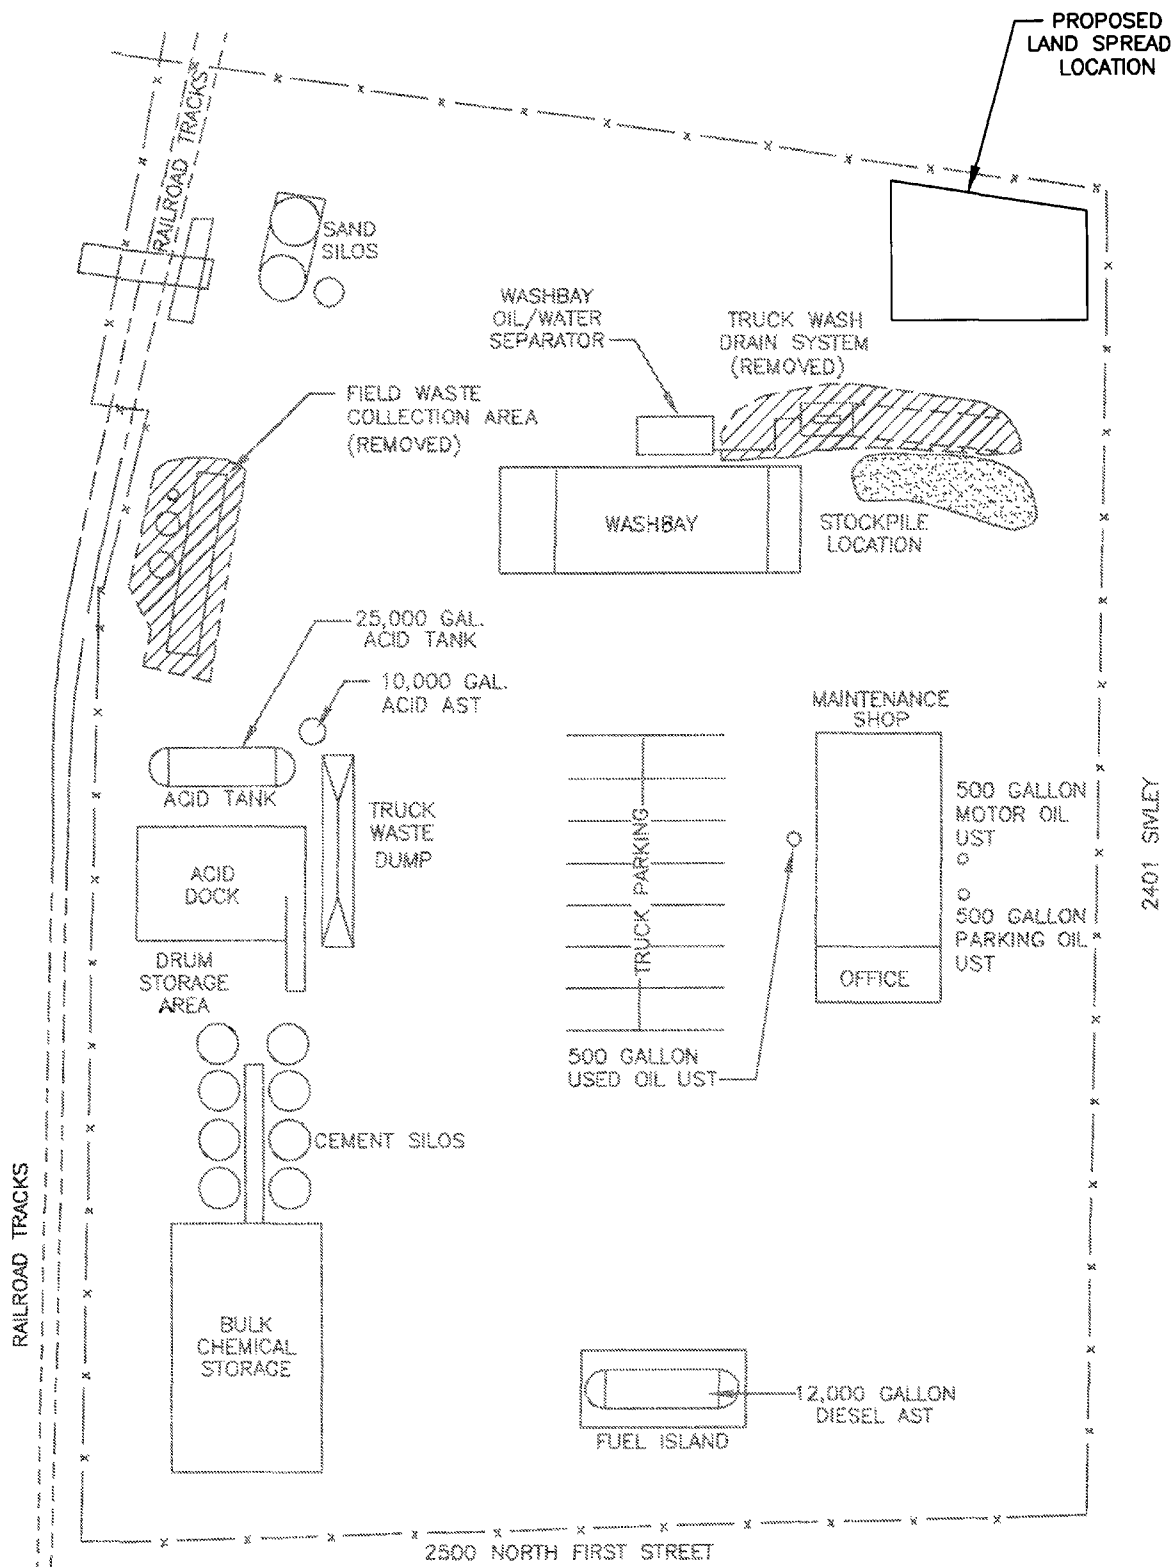 PROPOSED
LAND SPREAD
LOCATION
RAILROAD TRACKS
SAND
SILOS
WASHBAY
OIL/WATER
SEPARATOR
TRUCK WASH
DRAIN SYSTEM
(REMOVED)
FIELD WASTE
COLLECTION AREA
(REMOVED)
WASHBAY
STOCKPILE
LOCATION
25,000 GAL.
ACID TANK
10,000 GAL.
ACID AST
MAINTENANCE
SHOP
ACID TANK
TRUCK
WASTE
DUMP
ACID
DOCK
TRUCK PARKING
500 GALLON
MOTOR OIL
UST
500 GALLON
PARKING OIL
UST
2401 SIVLEY
OFFICE
DRUM
STORAGE
AREA
500 GALLON
USED OIL UST
CEMENT SILOS
RAILROAD TRACKS
BULK
CHEMICAL
STORAGE
12,000 GALLON
DIESEL AST
FUEL ISLAND
2500 NORTH FIRST STREET